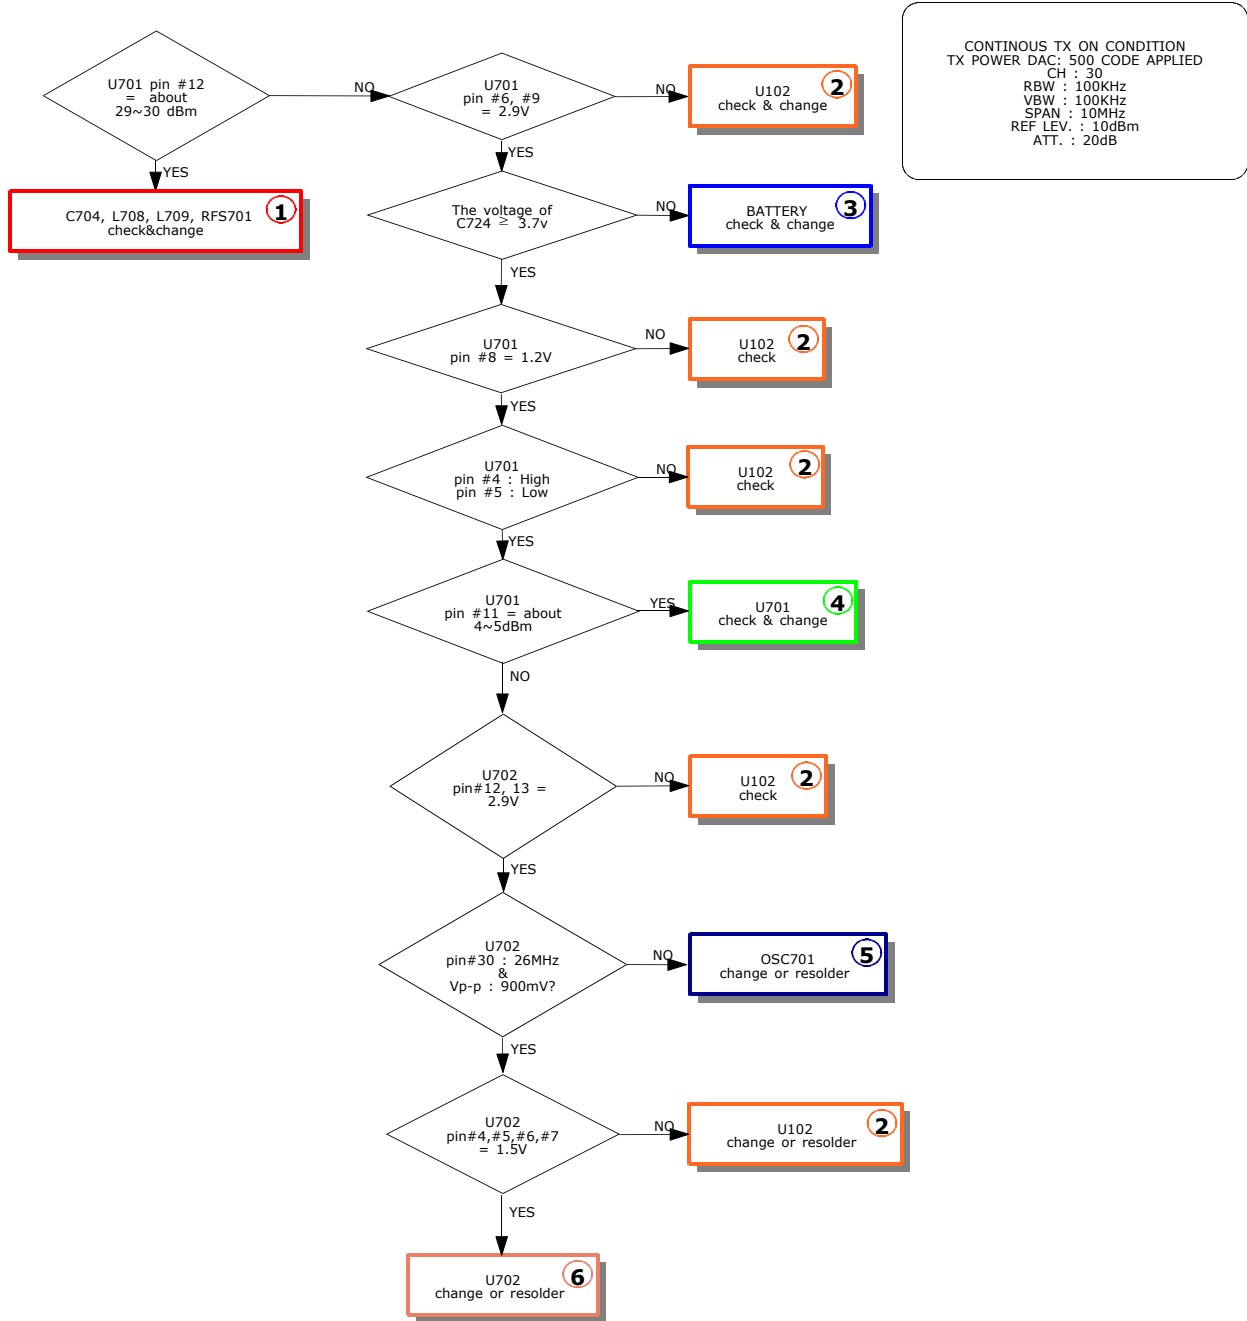 CONTINOUS TX ON CONDITION
TX POWER DAC: 500 CODE APPLIED
CH : 30
RBW : 100KHz
VBW : 100KHz
SPAN : 10MHz
REF LEV. : 10dBm
ATT. : 20dB
U701 pin #12
= about
29~30 dBm
NO
U701
pin #6, #9
= 2.9V
NO
U102
check & change
2
YES
YES
C704, L708, L709, RFS701
check&change
1
The voltage of
C724 ≥ 3.7v
NO
BATTERY
check & change
3
YES
U701
pin #8 = 1.2V
NO
U102
check
2
YES
U701
pin #4 : High
pin #5 : Low
NO
U102
check
2
YES
U701
pin #11 = about
4~5dBm
YES
U701
check & change
4
NO
U702
pin#12, 13 =
2.9V
NO
U102
check
2
YES
U702
pin#30 : 26MHz
&
Vp-p : 900mV?
NO
OSC701
change or resolder
5
YES
U702
pin#4,#5,#6,#7
= 1.5V
NO
U102
change or resolder
2
YES
U702
change or resolder
6